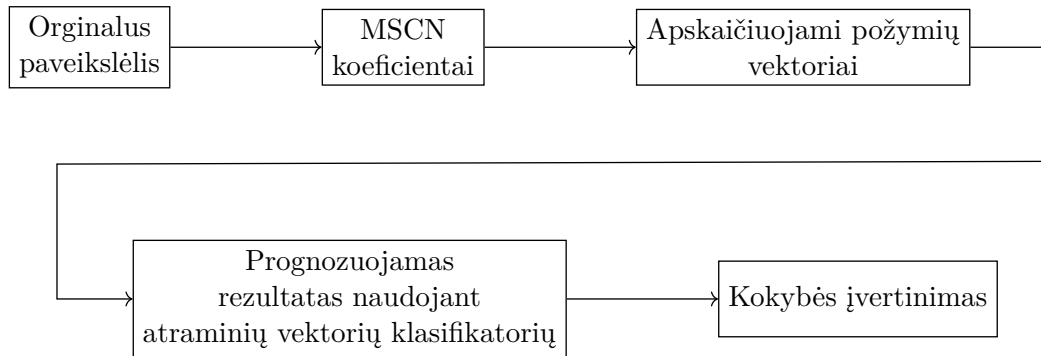 Orginalus
paveikslėlis
MSCN
koeficientai
Apskaičiuojami požymių
vektoriai
Prognozuojamas
rezultatas naudojant
atraminių vektorių klasifikatorių
Kokybės įvertinimas